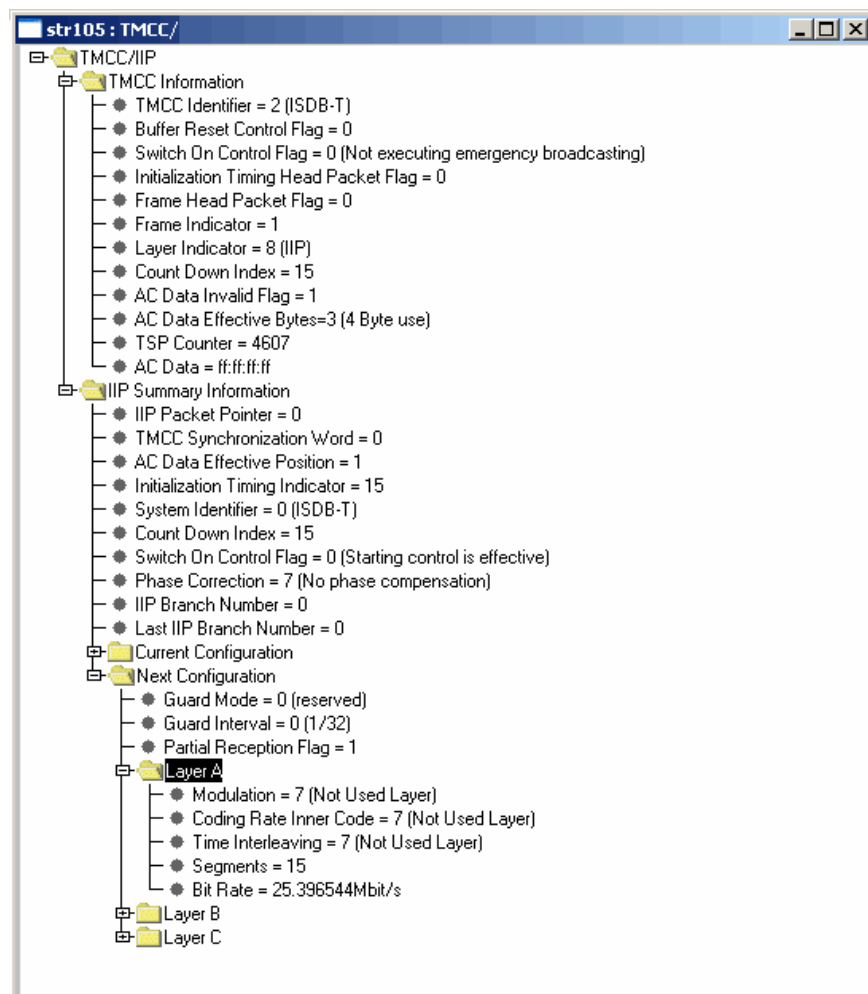 str105 : TMCC/
TMCC/IIP
TMCC Information
TMCC Identifier = 2 (ISDB-T)
Buffer Reset Control Flag = 0
Switch On Control Flag = 0 (Not executing emergency broadcasting)
Initialization Timing Head Packet Flag = 0
Frame Head Packet Flag = 0
Frame Indicator = 1
Layer Indicator = 8 (IIP)
Count Down Index = 15
AC Data Invalid Flag = 1
AC Data Effective Bytes=3 (4 Byte use)
TSP Counter = 4607
AC Data = ff:ff:ff:ff
IIP Summary Information
IIP Packet Pointer = 0
TMCC Synchronization Word = 0
AC Data Effective Position = 1
Initialization Timing Indicator = 15
System Identifier = 0 (ISDB-T)
Count Down Index = 15
Switch On Control Flag = 0 (Starting control is effective)
Phase Correction = 7 (No phase compensation)
IIP Branch Number = 0
Last IIP Branch Number = 0
Current Configuration
Next Configuration
Guard Mode = 0 (reserved)
Guard Interval = 0 (1/32)
Partial Reception Flag = 1
Layer A
Modulation = 7 (Not Used Layer)
Coding Rate Inner Code = 7 (Not Used Layer)
Time Interleaving = 7 (Not Used Layer)
Segments = 15
Bit Rate = 25.396544Mbit/s
Layer B
Layer C